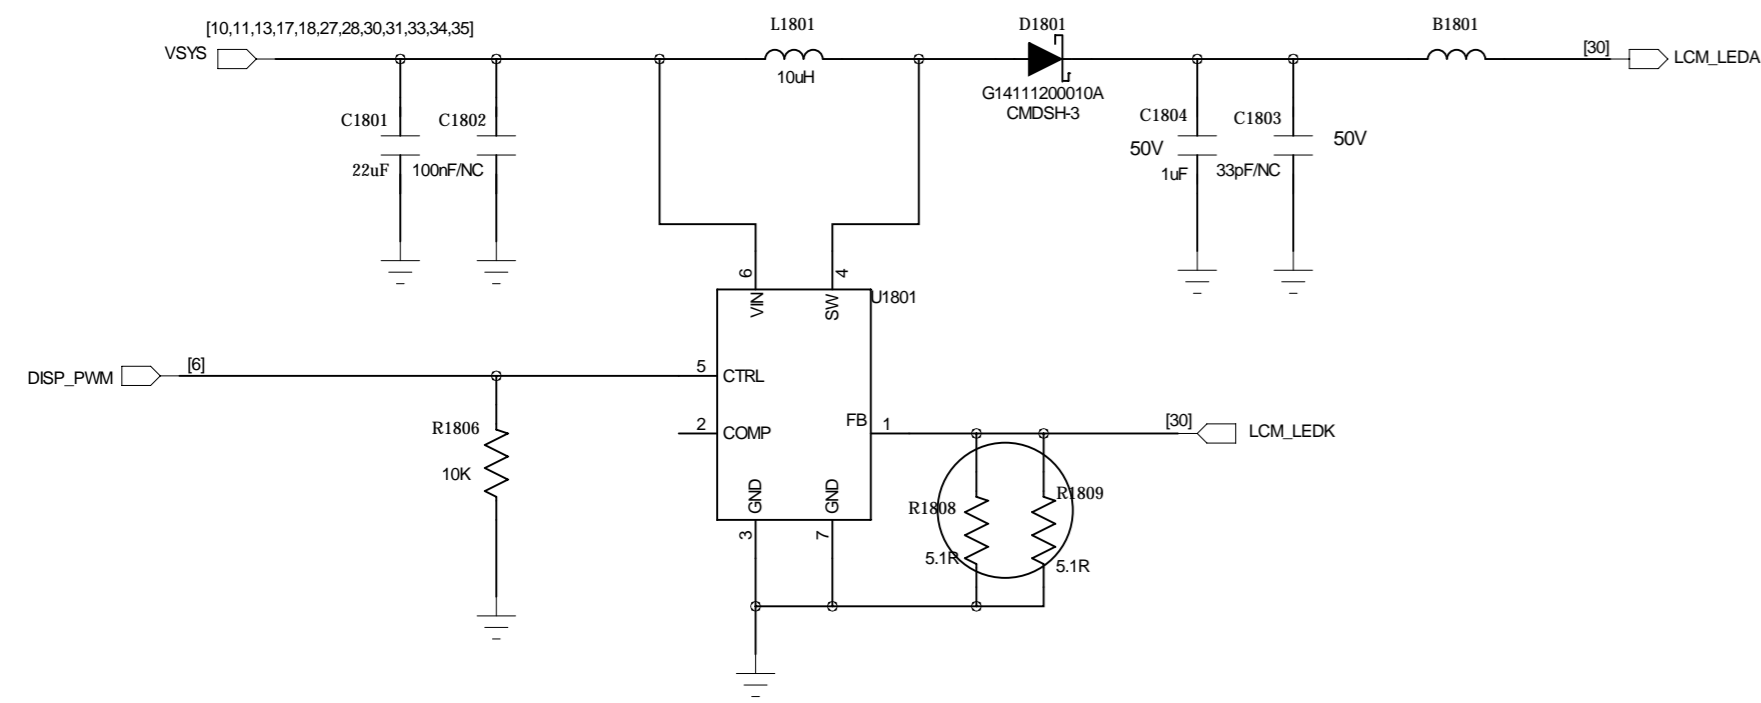 [10,11,13,17,18,27,28,30,31,33,34,35]
VSYS
L1801
10uH
D1801
G14111200010A
CMDSH-3
B1801
[30]
LCM_LEDA
C1801
22uF
C1802
100nF/NC
C1804
50V
1uF
C1803
33pF/NC
50V
6
4
VIN
SW
U1801
DISP_PWM
[6]
5
CTRL
2
COMP
FB
1
[30]
LCM_LEDK
R1806
10K
GND
GND
3
7
R1808
5.1R
R1809
5.1R